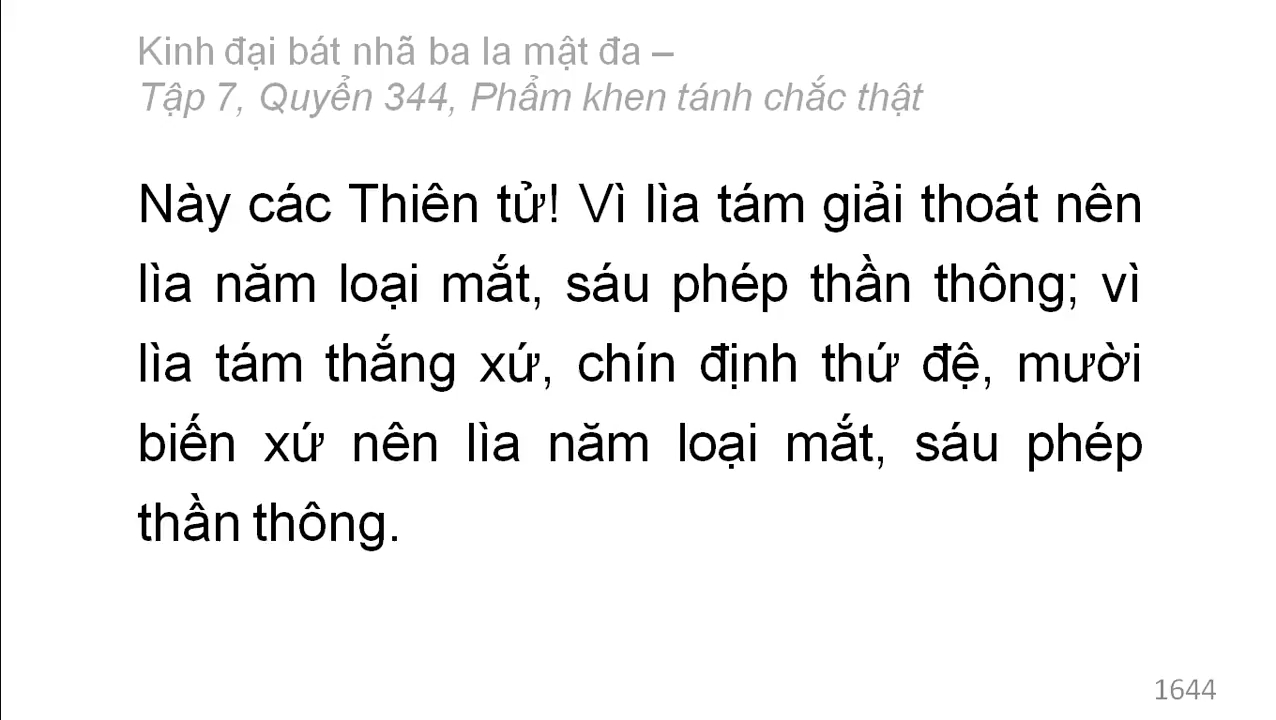 Kinh đại bát nhã ba la mật đa –
Tập 7, Quyển 344, Phẩm khen tánh chắc thật
Này các Thiên tử! Vì lìa tám giải thoát nên
lìa năm loại mắt, sáu phép thần thông; vì
lìa tám thắng xứ, chín định thứ đệ, mười
biến xứ nên lìa năm loại mắt, sáu phép
thần thông.
1644